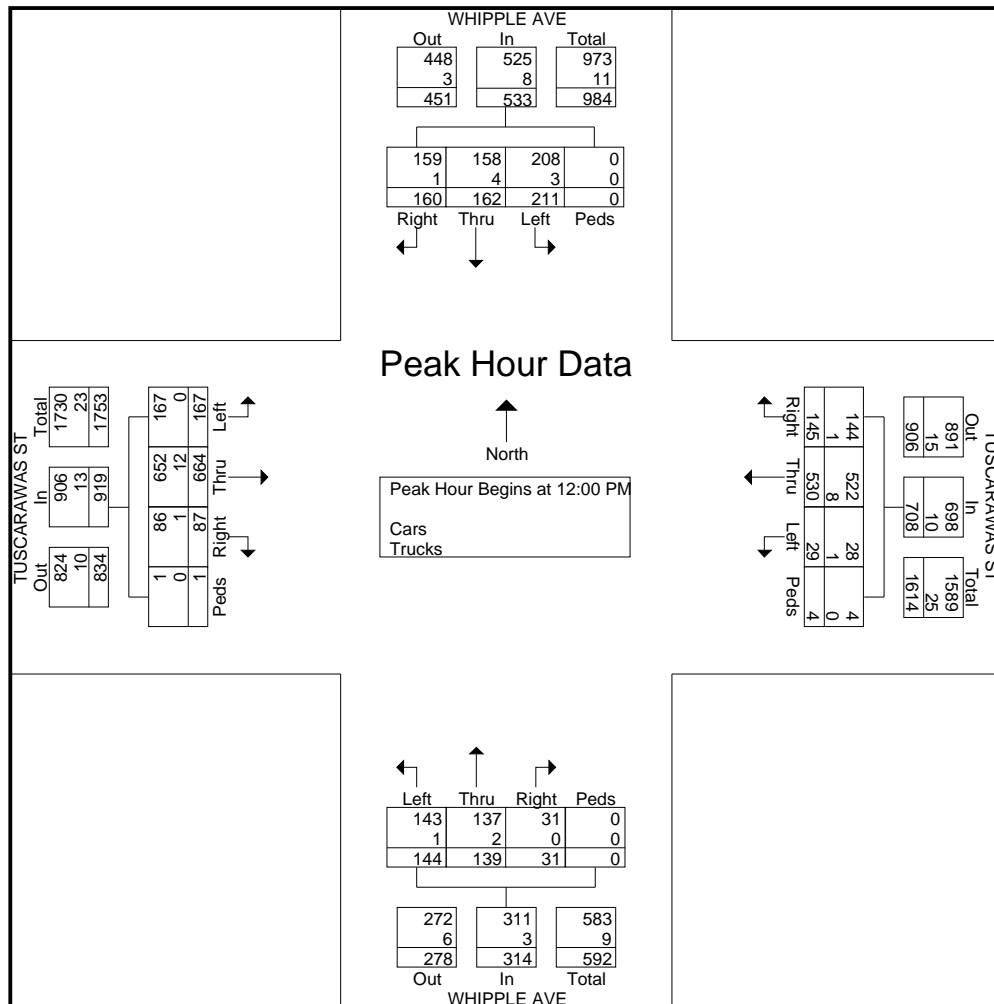 WHIPPLE AVE
Out In Total
448 525 973
3 8 11
451 533 984
159 158 208 0
1 4 3 0
160 162 211 0
Right Thru Left Peds
Peak Hour Data
North
Peak Hour Begins at 12:00 PM
Cars
Trucks
TUSCARAWAS ST
Out In Total
824 906 1730
10 13 23
834 919 1753
1 86 652 167
0 1 12 0
1 87 664 167
Peds Right Thru Left
TUSCARAWAS ST
Out In Total
891 698 1589
15 10 25
906 708 1614
144 522 28 4
1 8 1 0
145 530 29 4
Right Thru Left Peds
Left Thru Right Peds
143 137 31 0
1 2 0 0
144 139 31 0
272 311 583
6 3 9
278 314 592
Out In Total
WHIPPLE AVE